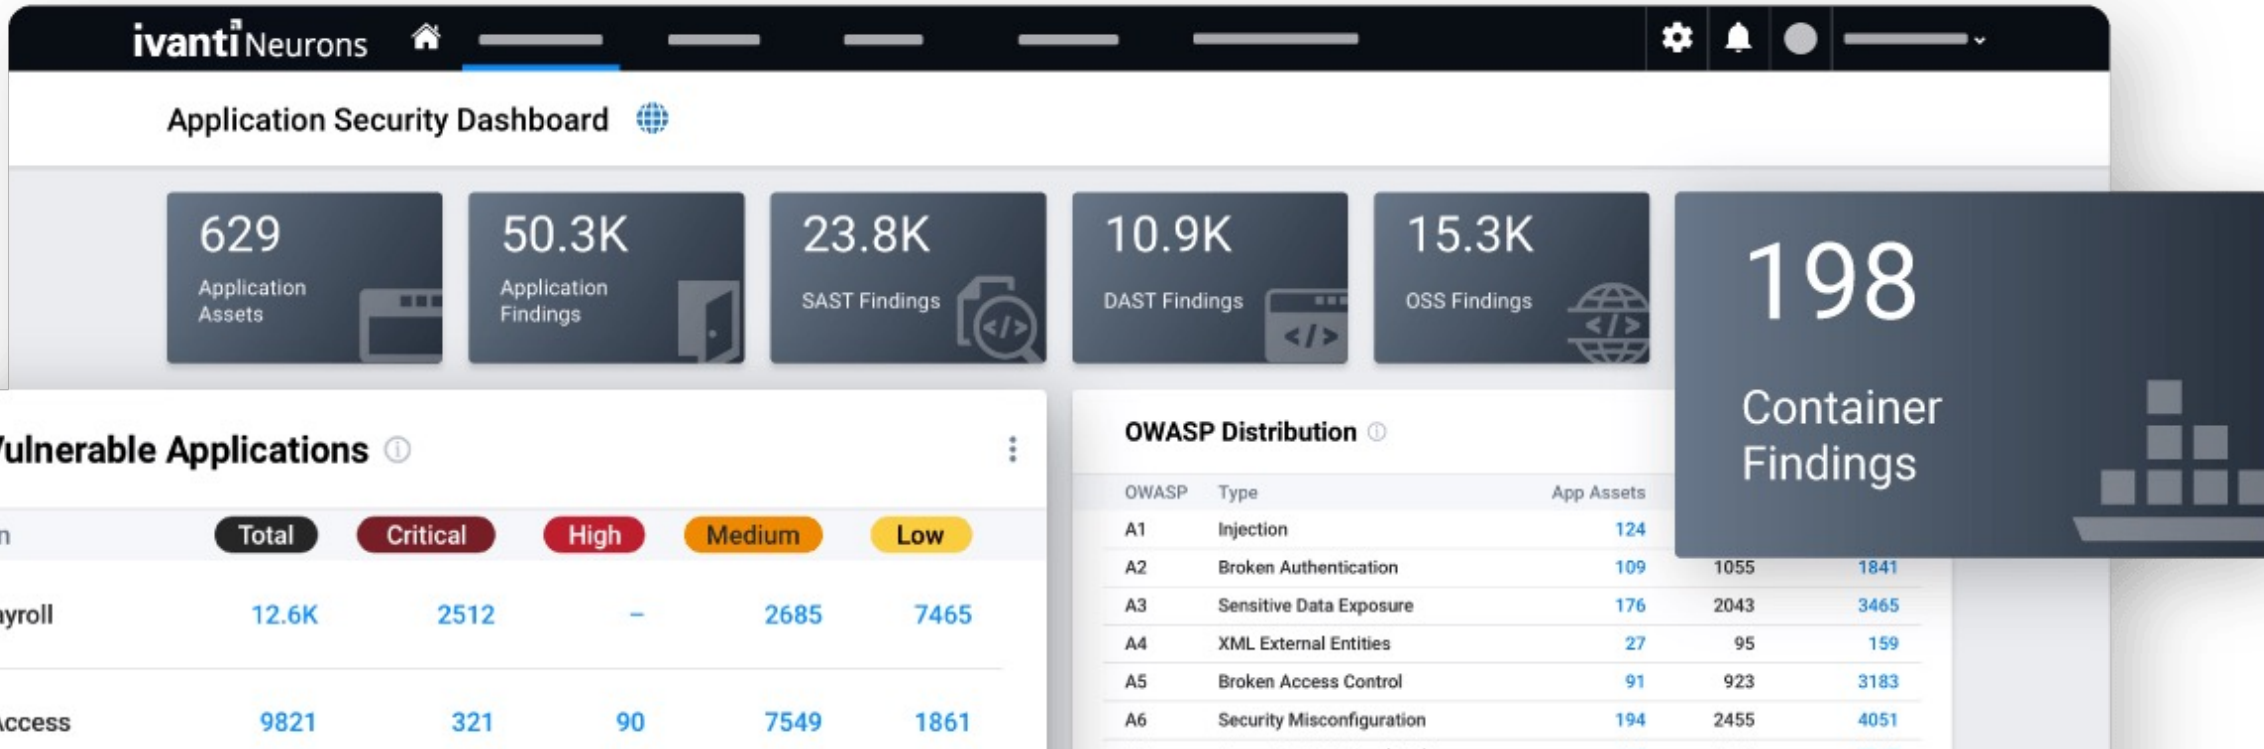 ivanti Neurons
Application Security Dashboard
629
Application
Assets
50.3K
Application
Findings
23.8K
SAST Findings
10.9K
DAST Findings
15.3K
OSS Findings
198
Container
Findings
Vulnerable Applications
Total Critical High Medium Low
12.6K 2512 – 2685 7465
Access 9821 321 90 7549 1861
OWASP Distribution
OWASP Type App Assets
A1 Injection 124
A2 Broken Authentication 109 1055 1841
A3 Sensitive Data Exposure 176 2043 3465
A4 XML External Entities 27 95 159
A5 Broken Access Control 91 923 3183
A6 Security Misconfiguration 194 2455 4051